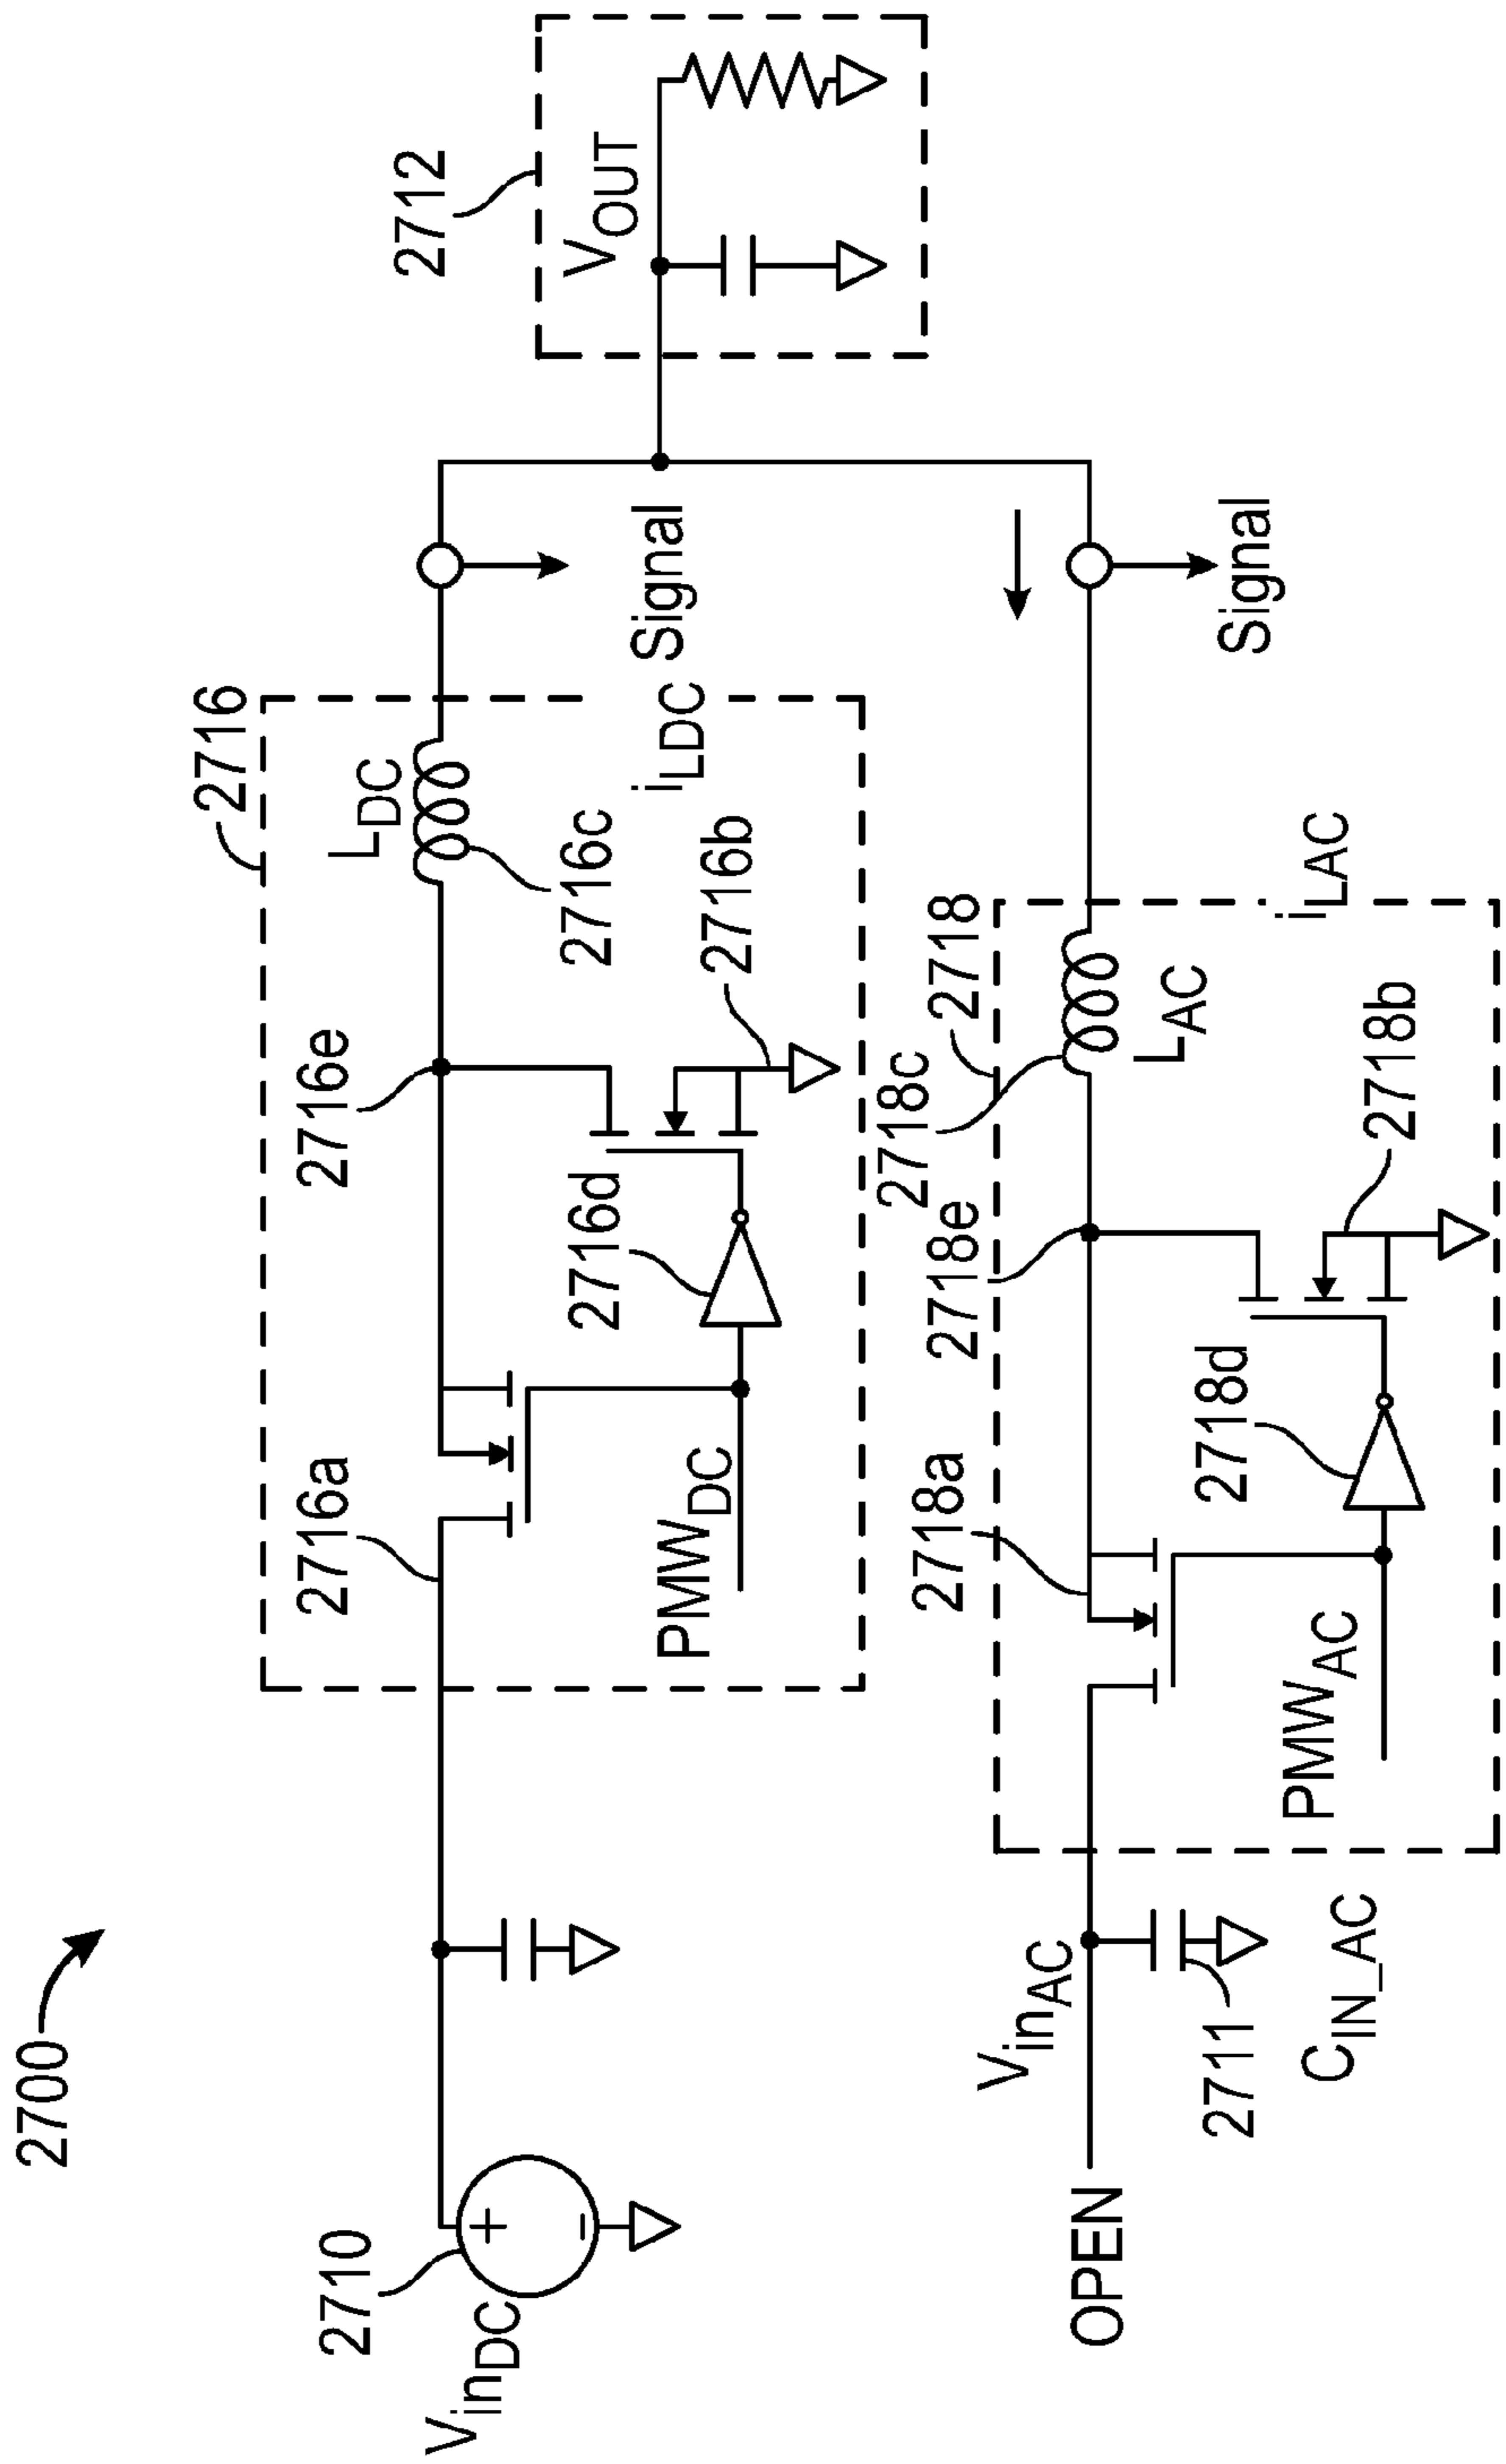 2700
2710
VinDC
2716
2716a
2716e
LDC
2716c
2716d
2716b
PMWDC
iLDC
Signal
2712
VOUT
OPEN
VinAC
2711
CIN_AC
2718
2718a
2718e
2718c
LAC
2718d
2718b
PMWAC
iLAC
Signal